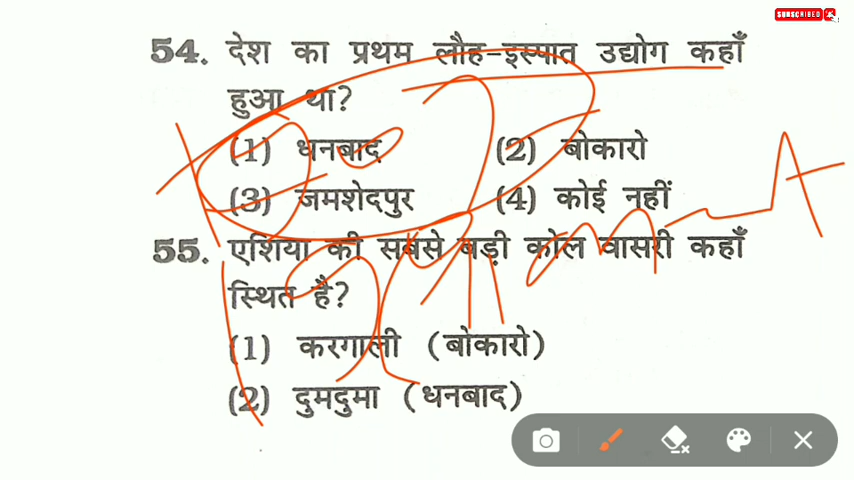 SUBSCRIBED
54. देश का प्रथम लौह-इस्पात उद्योग कहाँ
हुआ था?
(1) धनबाद (2) बोकारो
(3) जमशेदपुर (4) कोई नहीं
55. एशिया की सबसे बड़ी कोल वासरी कहाँ
स्थित है?
(1) करगाली (बोकारो)
(2) दुमदुमा (धनबाद)